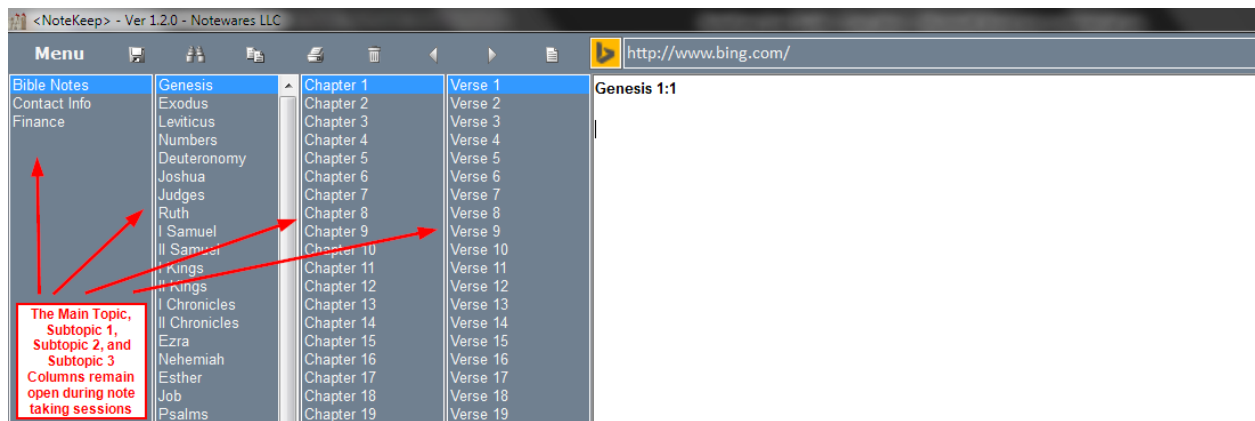 <NoteKeep> - Ver 1.2.0 - Notewares LLC
Menu
http://www.bing.com/
Bible Notes
Contact Info
Finance
Genesis
Exodus
Leviticus
Numbers
Deuteronomy
Joshua
Judges
Ruth
I Samuel
II Samuel
I Kings
II Kings
I Chronicles
II Chronicles
Ezra
Nehemiah
Esther
Job
Psalms
Chapter 1
Chapter 2
Chapter 3
Chapter 4
Chapter 5
Chapter 6
Chapter 7
Chapter 8
Chapter 9
Chapter 10
Chapter 11
Chapter 12
Chapter 13
Chapter 14
Chapter 15
Chapter 16
Chapter 17
Chapter 18
Chapter 19
Verse 1
Verse 2
Verse 3
Verse 4
Verse 5
Verse 6
Verse 7
Verse 8
Verse 9
Verse 10
Verse 11
Verse 12
Verse 13
Verse 14
Verse 15
Verse 16
Verse 17
Verse 18
Verse 19
Genesis 1:1
The Main Topic,
Subtopic 1,
Subtopic 2, and
Subtopic 3
Columns remain
open during note
taking sessions